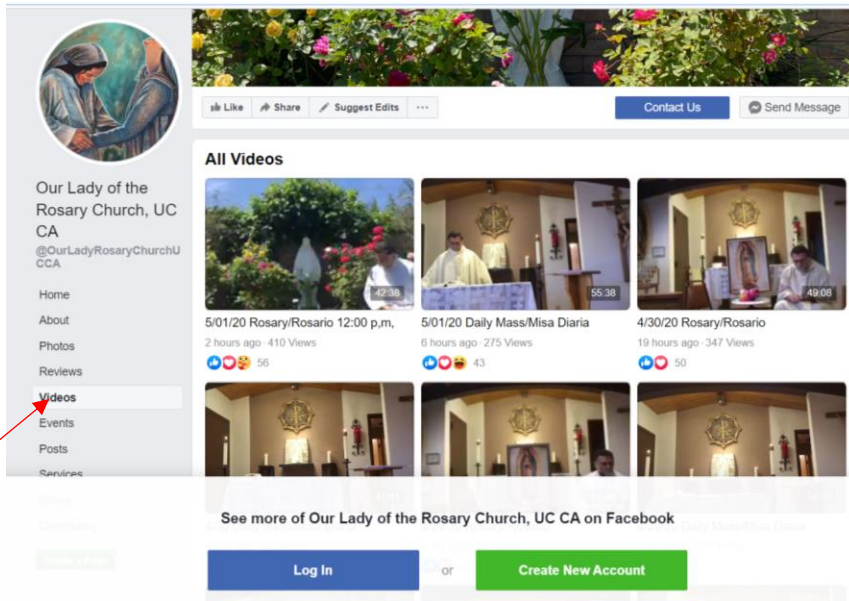 Like Share Suggest Edits ... Contact Us Send Message
All Videos
Our Lady of the
Rosary Church, UC
CA
@OurLadyRosaryChurchU
CCA
Home
About
Photos
Reviews
Videos
Events
Posts
Services
Community
42:38
5/01/20 Rosary/Rosario 12:00 p,m,
2 hours ago · 410 Views
56
55:38
5/01/20 Daily Mass/Misa Diaria
6 hours ago · 275 Views
43
49:08
4/30/20 Rosary/Rosario
19 hours ago · 347 Views
50
See more of Our Lady of the Rosary Church, UC CA on Facebook
Log In or Create New Account